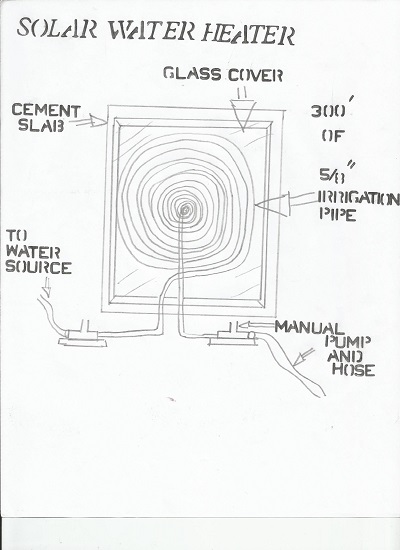 SOLAR WATER HEATER
GLASS COVER
CEMENT
SLAB
300'
OF
5/8"
IRRIGATION
PIPE
TO
WATER
SOURCE
MANUAL
PUMP
AND
HOSE